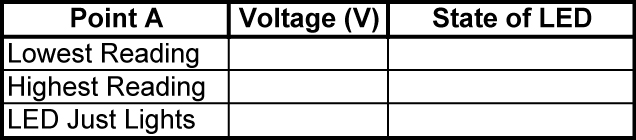 Point A Voltage (V) State of LED
Lowest Reading
Highest Reading
LED Just Lights